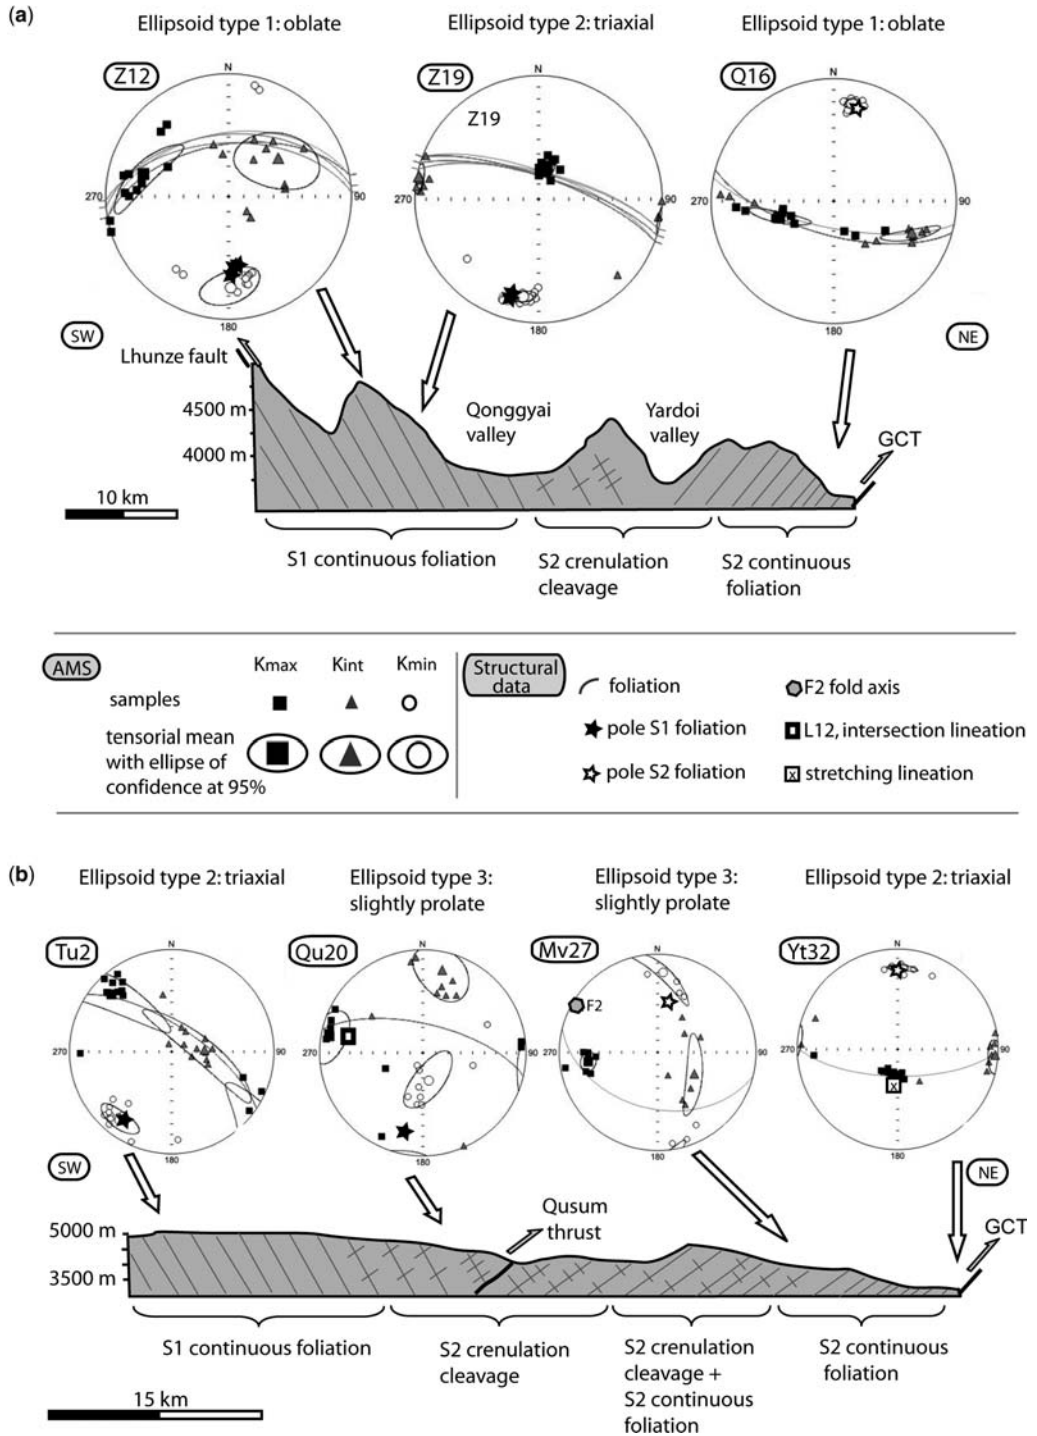 (a)
Ellipsoid type 1: oblate
Ellipsoid type 2: triaxial
Ellipsoid type 1: oblate
Z12
N
270
90
180
Z19
N
Z19
270
90
180
Q16
N
270
90
180
SW
NE
Lhunze fault
4500 m
4000 m
Qonggyai
valley
Yardoi
valley
GCT
10 km
S1 continuous foliation
S2 crenulation
cleavage
S2 continuous
foliation
AMS
Kmax
Kint
Kmin
samples
tensorial mean
with ellipse of
confidence at 95%
Structural
data
foliation
pole S1 foliation
pole S2 foliation
F2 fold axis
L12, intersection lineation
x stretching lineation
(b)
Ellipsoid type 2: triaxial
Ellipsoid type 3:
slightly prolate
Ellipsoid type 3:
slightly prolate
Ellipsoid type 2: triaxial
Tu2
N
270
90
180
Qu20
N
270
90
180
Mv27
N
F2
270
90
180
Yt32
N
270
90
x
180
SW
NE
5000 m
3500 m
Qusum
thrust
GCT
S1 continuous foliation
S2 crenulation
cleavage
S2 crenulation
cleavage +
S2 continuous
foliation
S2 continuous
foliation
15 km